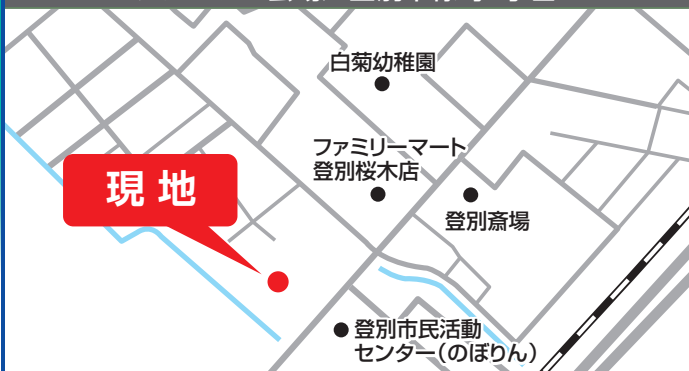 白菊幼稚園
ファミリーマート
登別桜木店
現地
登別斎場
登別市民活動
センター(のぼりん)